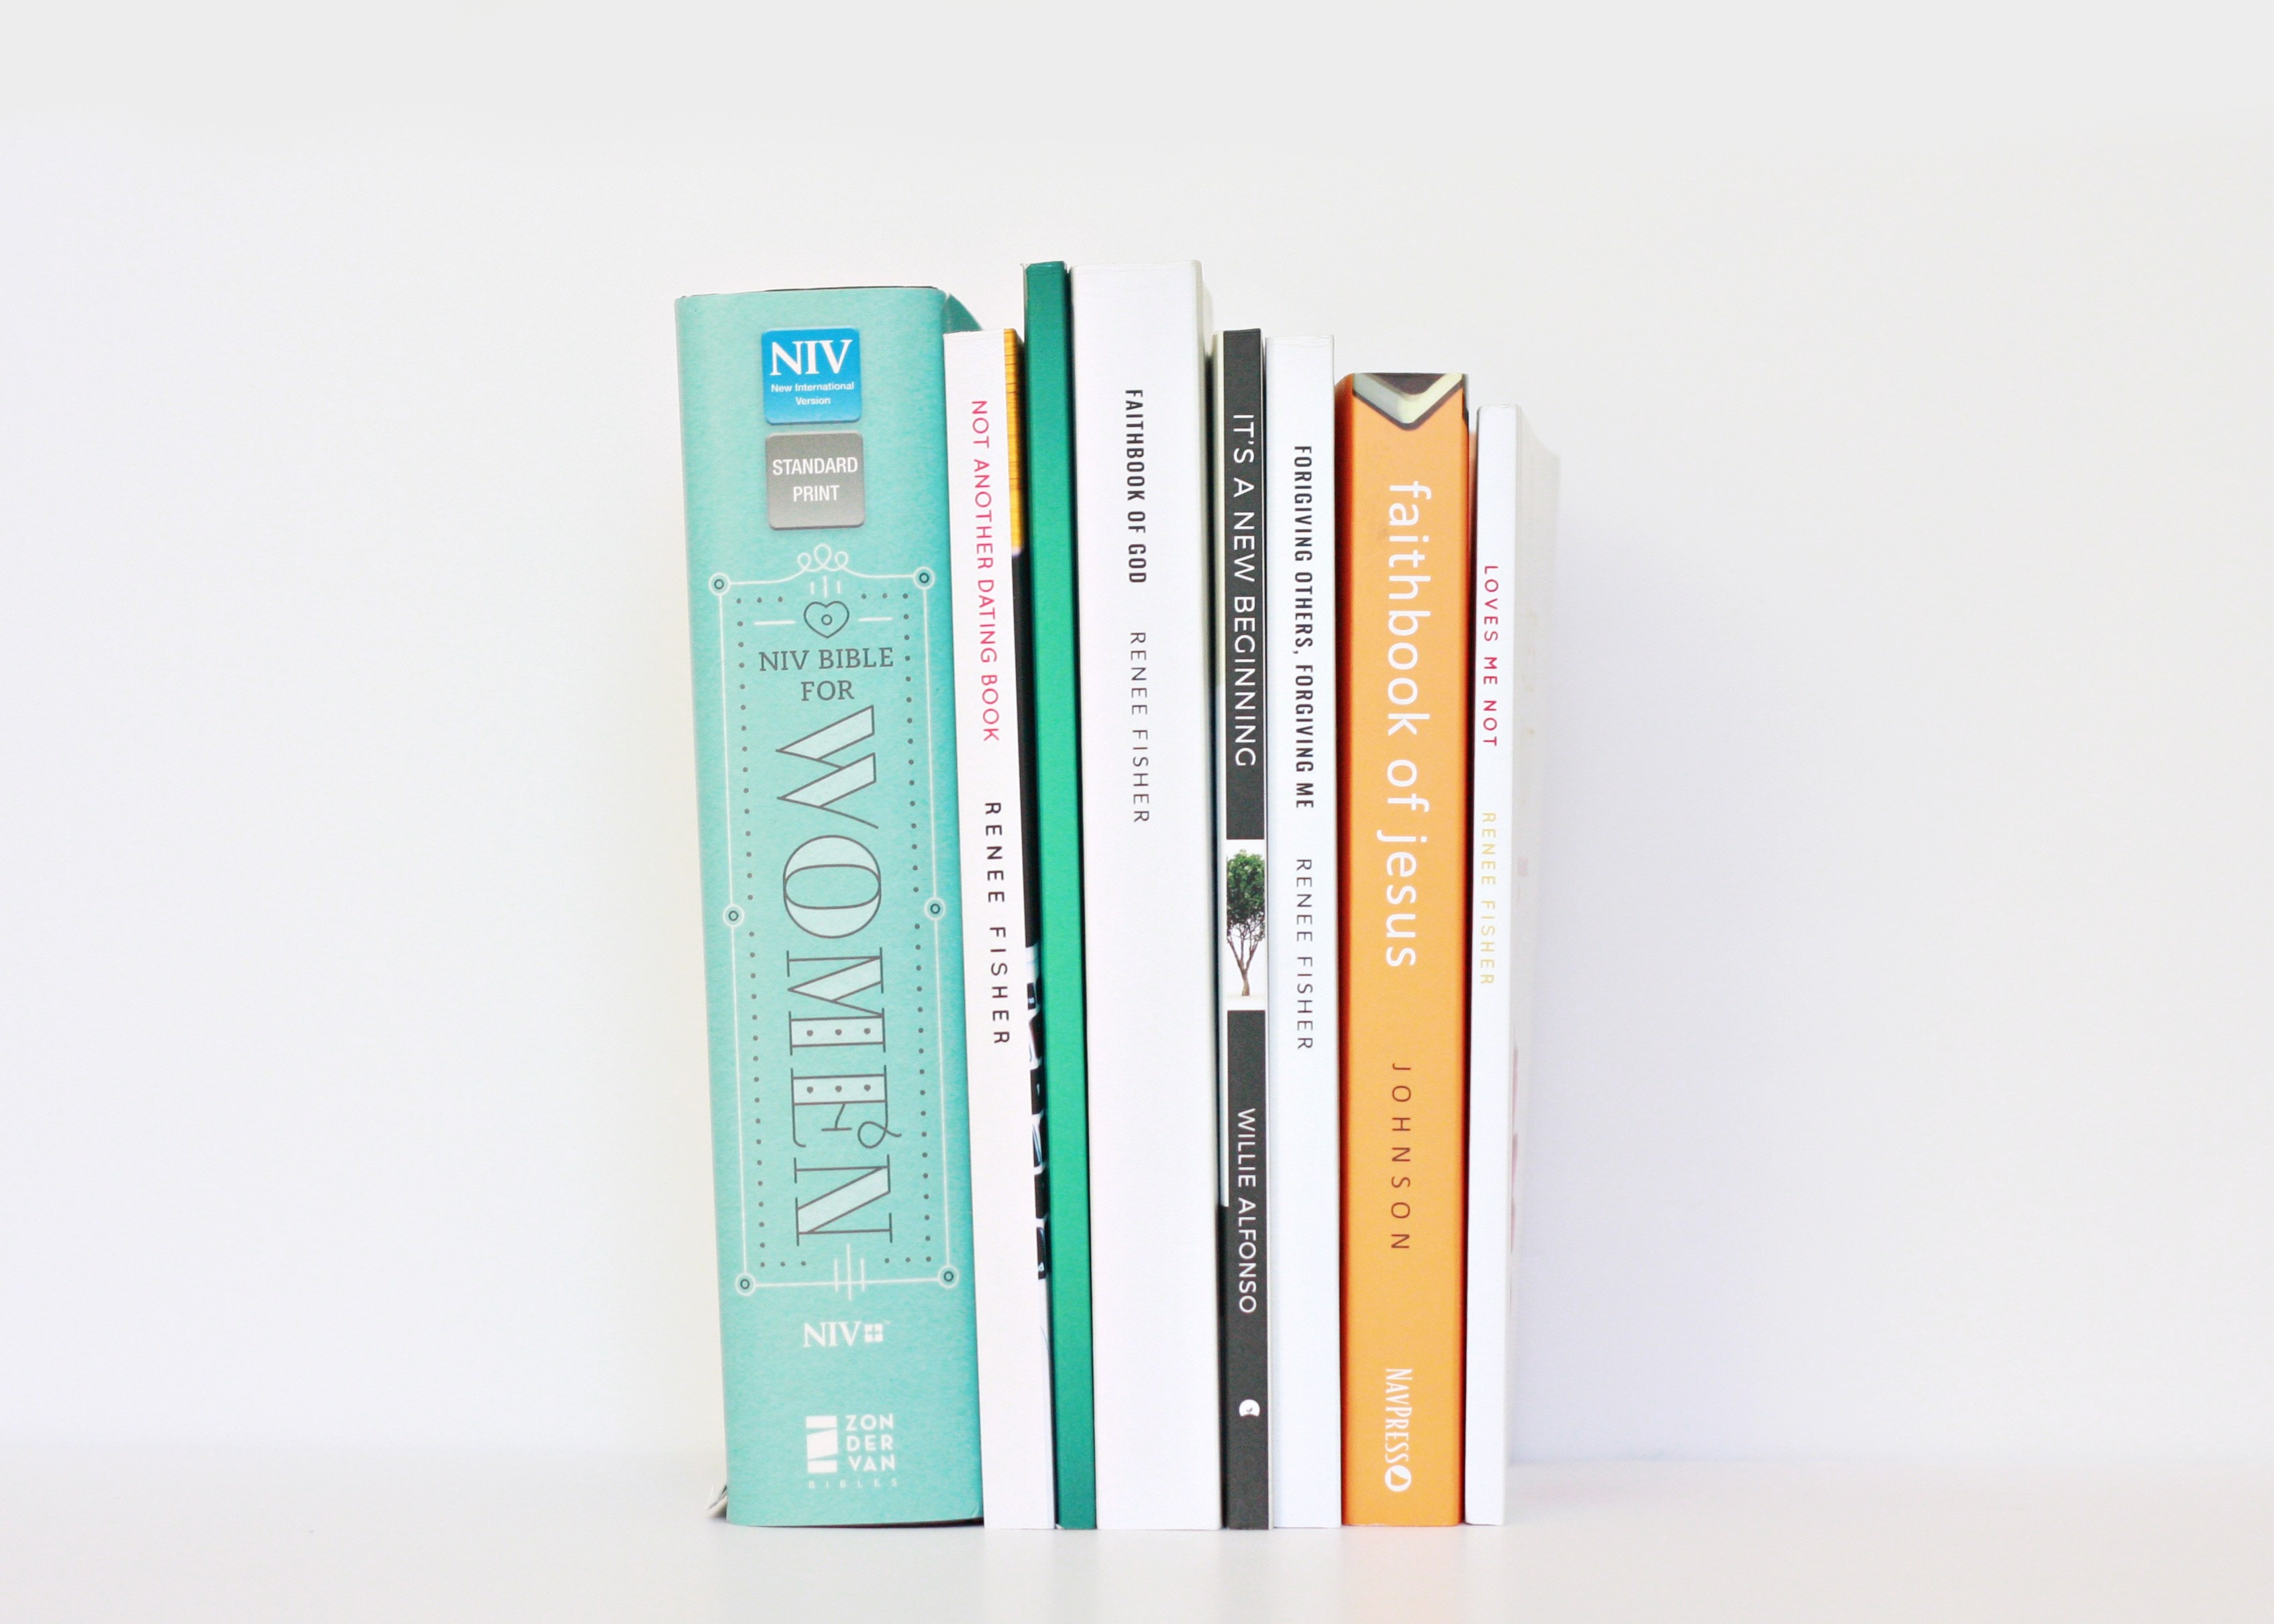 NIV
New International
Version
STANDARD
PRINT
NIV BIBLE
FOR
WOMEN
NIV
ZON
DER
VAN
BIBLES
NOT ANOTHER DATING BOOK RENEE FISHER
FAITHBOOK OF GOD RENEE FISHER
IT'S A NEW BEGINNING WILLIE ALFONSO
FORIGIVING OTHERS, FORGIVING ME RENEE FISHER
faithbook of jesus JOHNSON NAVPRESS
LOVES ME NOT RENEE FISHER